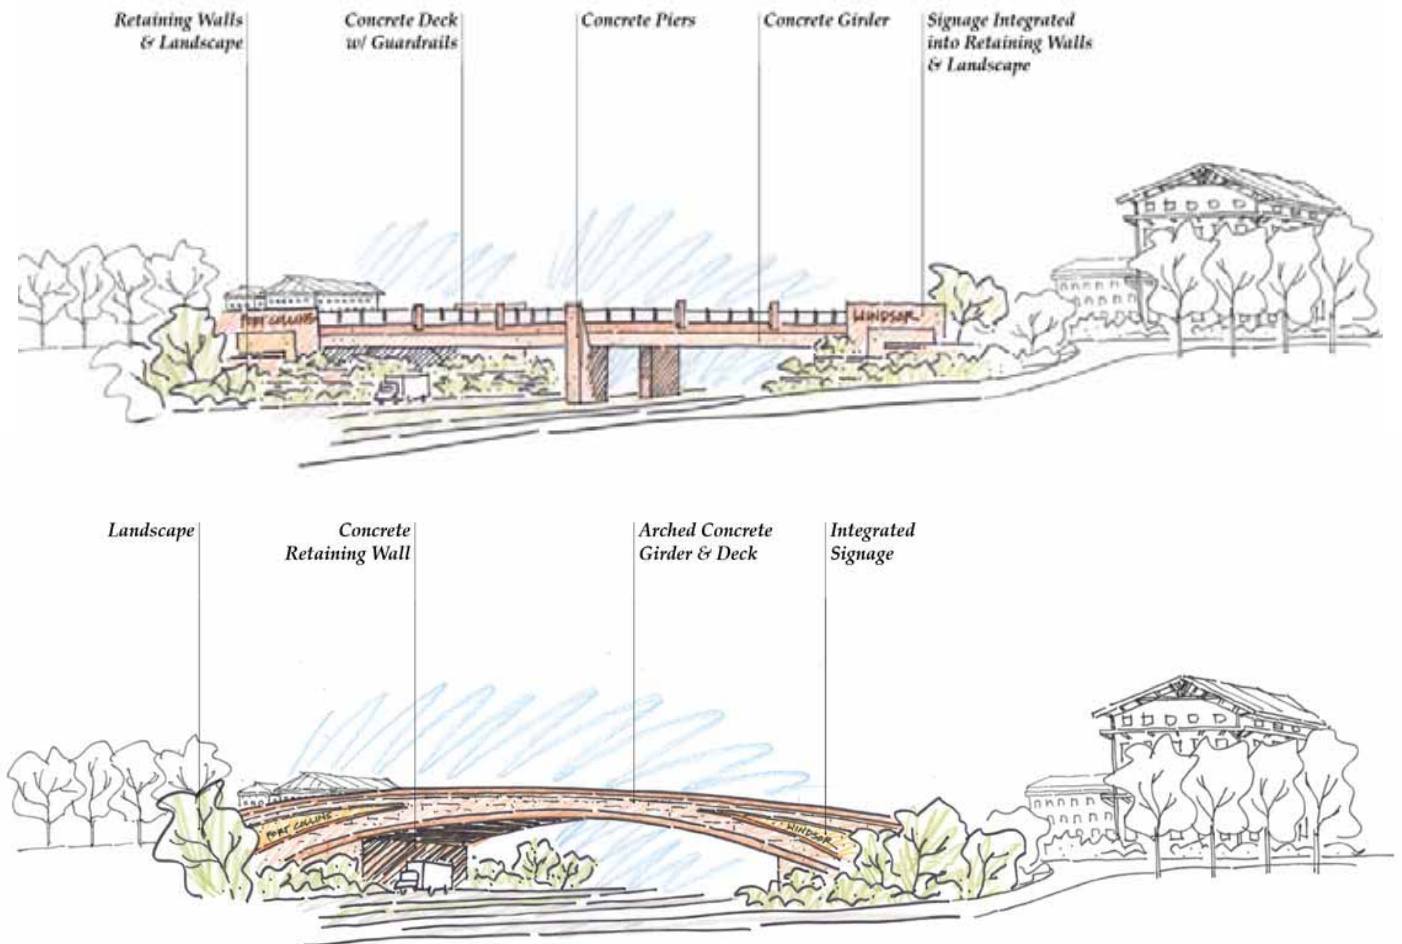 Retaining Walls
& Landscape
Concrete Deck
w/ Guardrails
Concrete Piers
Concrete Girder
Signage Integrated
into Retaining Walls
& Landscape
FORT COLLINS
WINDSOR
Landscape
Concrete
Retaining Wall
Arched Concrete
Girder & Deck
Integrated
Signage
FORT COLLINS
WINDSOR